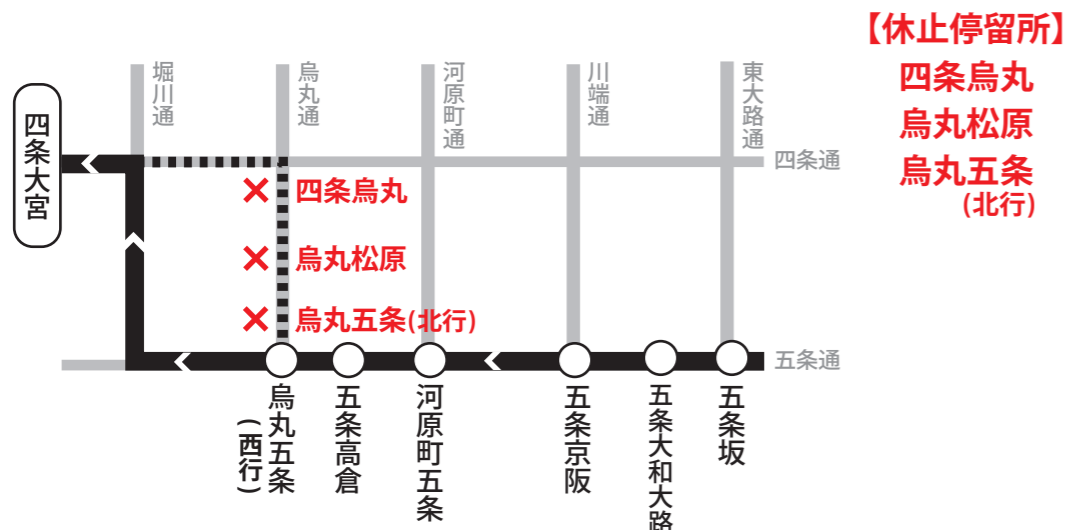 【休止停留所】
四条烏丸
烏丸松原
烏丸五条
(北行)
堀川通
烏丸通
河原町通
川端通
東大路通
四条大宮
四条通
四条烏丸
烏丸松原
烏丸五条(北行)
五条通
烏丸五条
(西行)
五条高倉
河原町五条
五条京阪
五条大和大路
五条坂